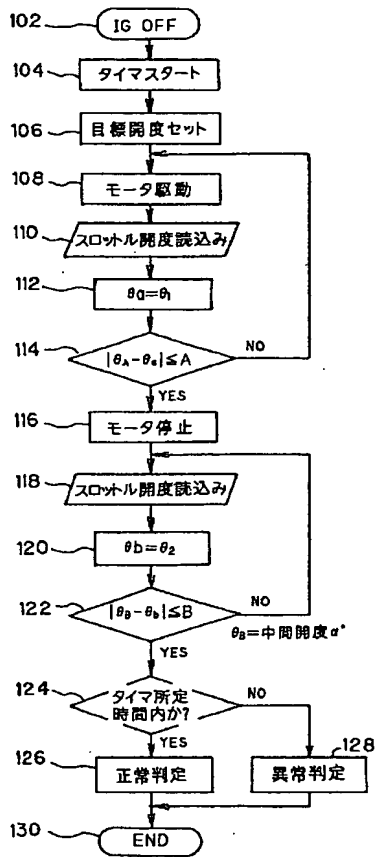 102
IG OFF
104
タイマスタート
106
目標開度セット
108
モータ駆動
110
スロットル開度読込み
112
θa=θ1
114
|θA-θa|≤A
NO
YES
116
モータ停止
118
スロットル開度読込み
120
θb=θ2
122
|θB-θb|≤B
NO
θB=中間開度α°
YES
124
タイマ所定
時間内か?
NO
YES
126
正常判定
128
異常判定
130
END